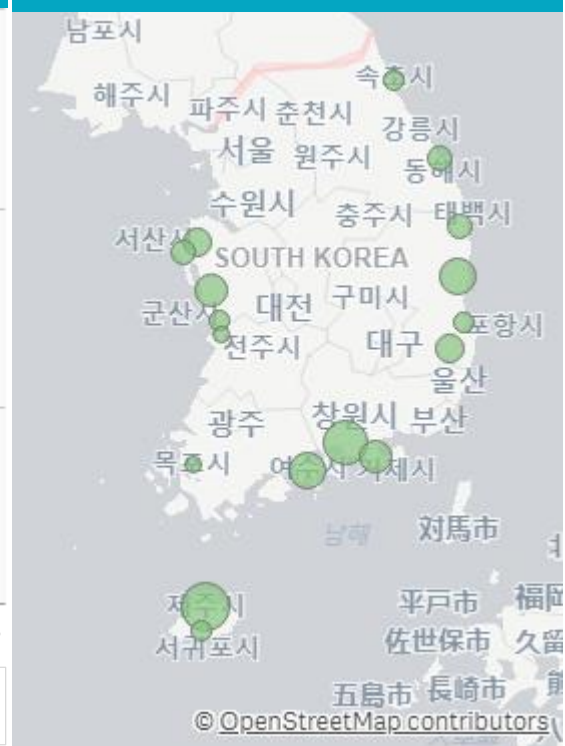 남포시
해주시
파주시 춘천시
속초시
강릉시
서울 원주시
동해시
수원시
충주시 태백시
서산시
SOUTH KOREA
군산시 대전 구미시
포항시
전주시 대구
울산
광주 창원시 부산
목포시 여수시 거제시
남해 対馬市
제주시 平戸市
서귀포시 佐世保市
五島市 長崎市
© OpenStreetMap contributors